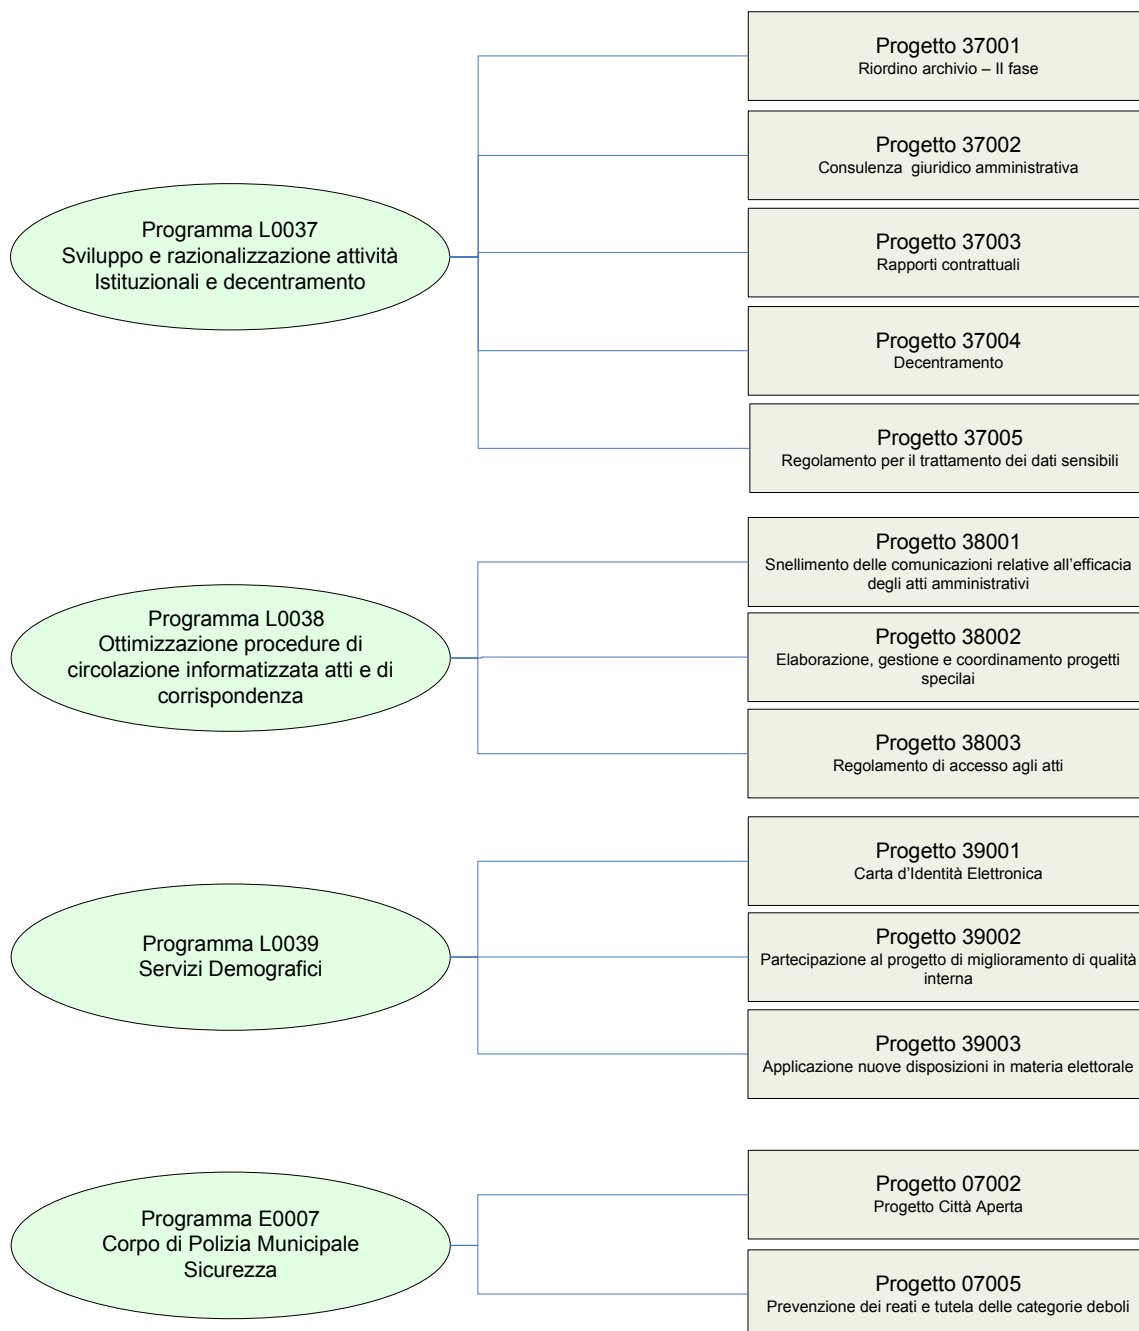 Progetto 37001
Riordino archivio – II fase
Progetto 37002
Consulenza  giuridico amministrativa
Programma L0037
Sviluppo e razionalizzazione attività
Istituzionali e decentramento
Progetto 37003
Rapporti contrattuali
Progetto 37004
Decentramento
Progetto 37005
Regolamento per il trattamento dei dati sensibili
Progetto 38001
Snellimento delle comunicazioni relative all’efficacia
degli atti amministrativi
Programma L0038
Ottimizzazione procedure di
circolazione informatizzata atti e di
corrispondenza
Progetto 38002
Elaborazione, gestione e coordinamento progetti
specilai
Progetto 38003
Regolamento di accesso agli atti
Progetto 39001
Carta d’Identità Elettronica
Programma L0039
Servizi Demografici
Progetto 39002
Partecipazione al progetto di miglioramento di qualità
interna
Progetto 39003
Applicazione nuove disposizioni in materia elettorale
Progetto 07002
Progetto Città Aperta
Programma E0007
Corpo di Polizia Municipale
Sicurezza
Progetto 07005
Prevenzione dei reati e tutela delle categorie deboli